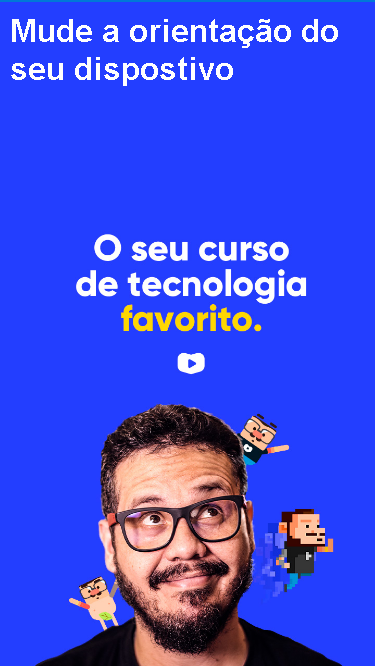 Mude a orientação do
seu dispostivo
O seu curso
de tecnologia
favorito.